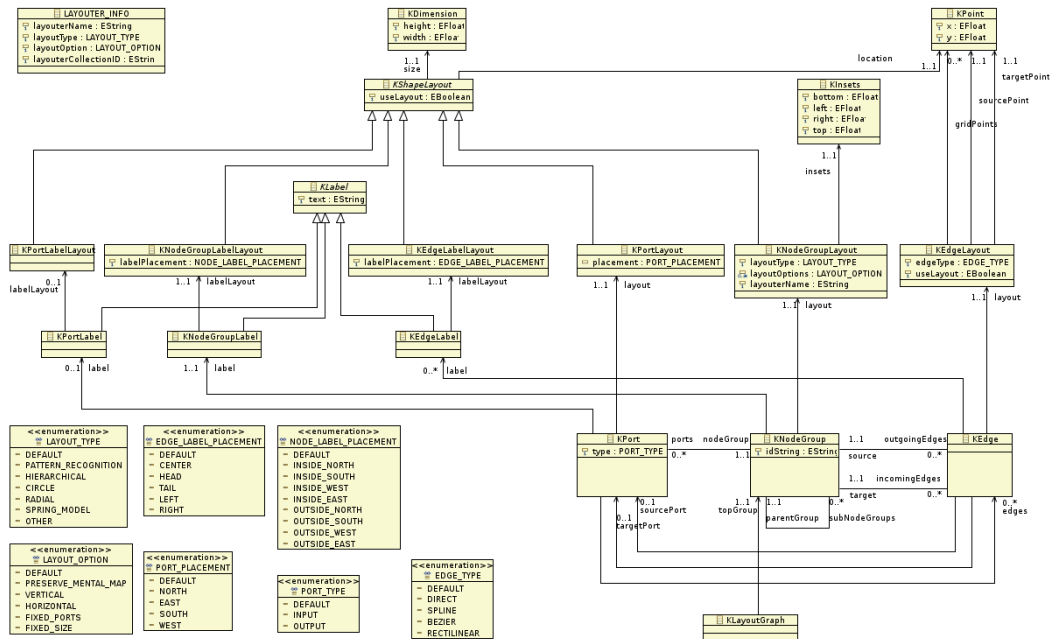 LAYOUTER_INFO
layouterName : EString
layoutType : LAYOUT_TYPE
layoutOption : LAYOUT_OPTION
layouterCollectionID : EStrin
KDimension
height : EFloat
width : EFloa
KPoint
x : EFloat
y : EFloat
1..1
size
location
1..1
0..*
1..1
1..1
targetPoint
sourcePoint
gridPoints
KShapeLayout
useLayout : EBoolean
KInsets
bottom : EFloat
left : EFloat
right : EFloa
top : EFloat
1..1
insets
KLabel
text : EString
KPortLabelLayout
KNodeGroupLabelLayout
labelPlacement : NODE_LABEL_PLACEMENT
KEdgeLabelLayout
labelPlacement : EDGE_LABEL_PLACEMENT
KPortLayout
placement : PORT_PLACEMENT
KNodeGroupLayout
layoutType : LAYOUT_TYPE
layoutOptions : LAYOUT_OPTION
layouterName : EString
KEdgeLayout
edgeType : EDGE_TYPE
useLayout : EBoolean
0..1
labelLayout
1..1 labelLayout
1..1 labelLayout
1..1 layout
1..1 layout
1..1 layout
KPortLabel
KNodeGroupLabel
KEdgeLabel
0..1 label
1..1 label
0..* label
KPort
type : PORT_TYPE
ports
0..*
nodeGroup
1..1
KNodeGroup
idString : EString
1..1
source
outgoingEdges
0..*
1..1
target
incomingEdges
0..*
KEdge
0..1
sourcePort
0..1
targetPort
1..1
topGroup
1..1
parentGroup
0..*
subNodeGroups
0..*
edges
KLayoutGraph
<<enumeration>>
LAYOUT_TYPE
DEFAULT
PATTERN_RECOGNITION
HIERARCHICAL
CIRCLE
RADIAL
SPRING_MODEL
OTHER
<<enumeration>>
EDGE_LABEL_PLACEMENT
DEFAULT
CENTER
HEAD
TAIL
LEFT
RIGHT
<<enumeration>>
NODE_LABEL_PLACEMENT
DEFAULT
INSIDE_NORTH
INSIDE_SOUTH
INSIDE_WEST
INSIDE_EAST
OUTSIDE_NORTH
OUTSIDE_SOUTH
OUTSIDE_WEST
OUTSIDE_EAST
<<enumeration>>
LAYOUT_OPTION
DEFAULT
PRESERVE_MENTAL_MAP
VERTICAL
HORIZONTAL
FIXED_PORTS
FIXED_SIZE
<<enumeration>>
PORT_PLACEMENT
DEFAULT
NORTH
EAST
SOUTH
WEST
<<enumeration>>
PORT_TYPE
DEFAULT
INPUT
OUTPUT
<<enumeration>>
EDGE_TYPE
DEFAULT
DIRECT
SPLINE
BEZIER
RECTILINEAR